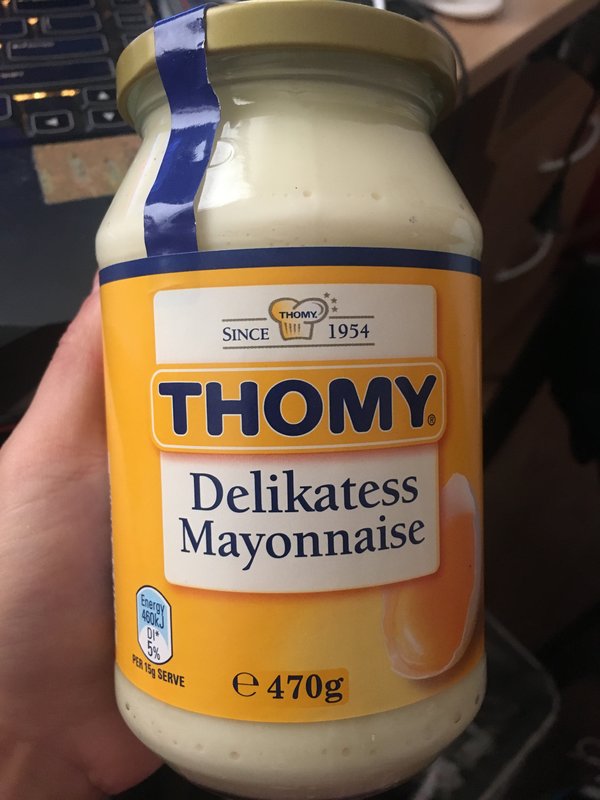 THOMY
SINCE 1954
THOMY®
Delikatess
Mayonnaise
Energy
460kJ
DI*
5%
PER 15g SERVE
e 470g